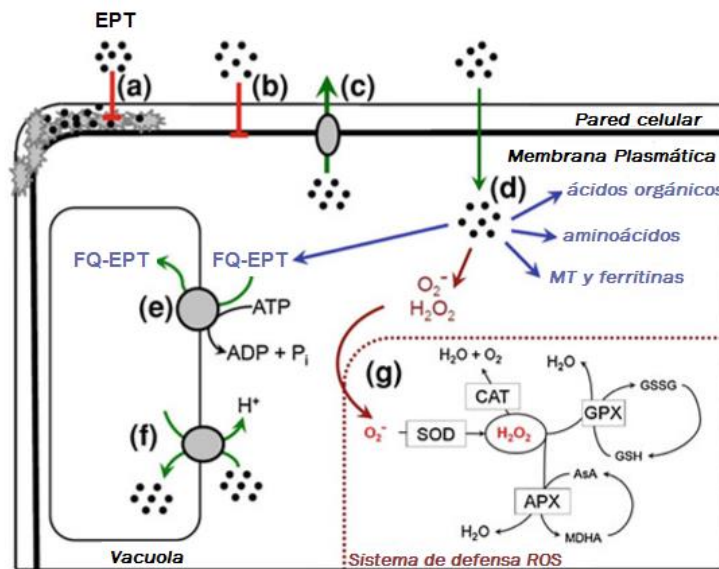 EPT
(a)
(b)
(c)
Pared celular
Membrana Plasmática
(d)
ácidos orgánicos
aminoácidos
MT y ferritinas
FQ-EPT
FQ-EPT
(e)
ATP
ADP + Pi
O2-
H2O2
(f)
H+
Vacuola
(g)
H2O + O2
H2O
CAT
GPX
GSSG
GSH
O2-
SOD
H2O2
AsA
APX
MDHA
H2O
Sistema de defensa ROS